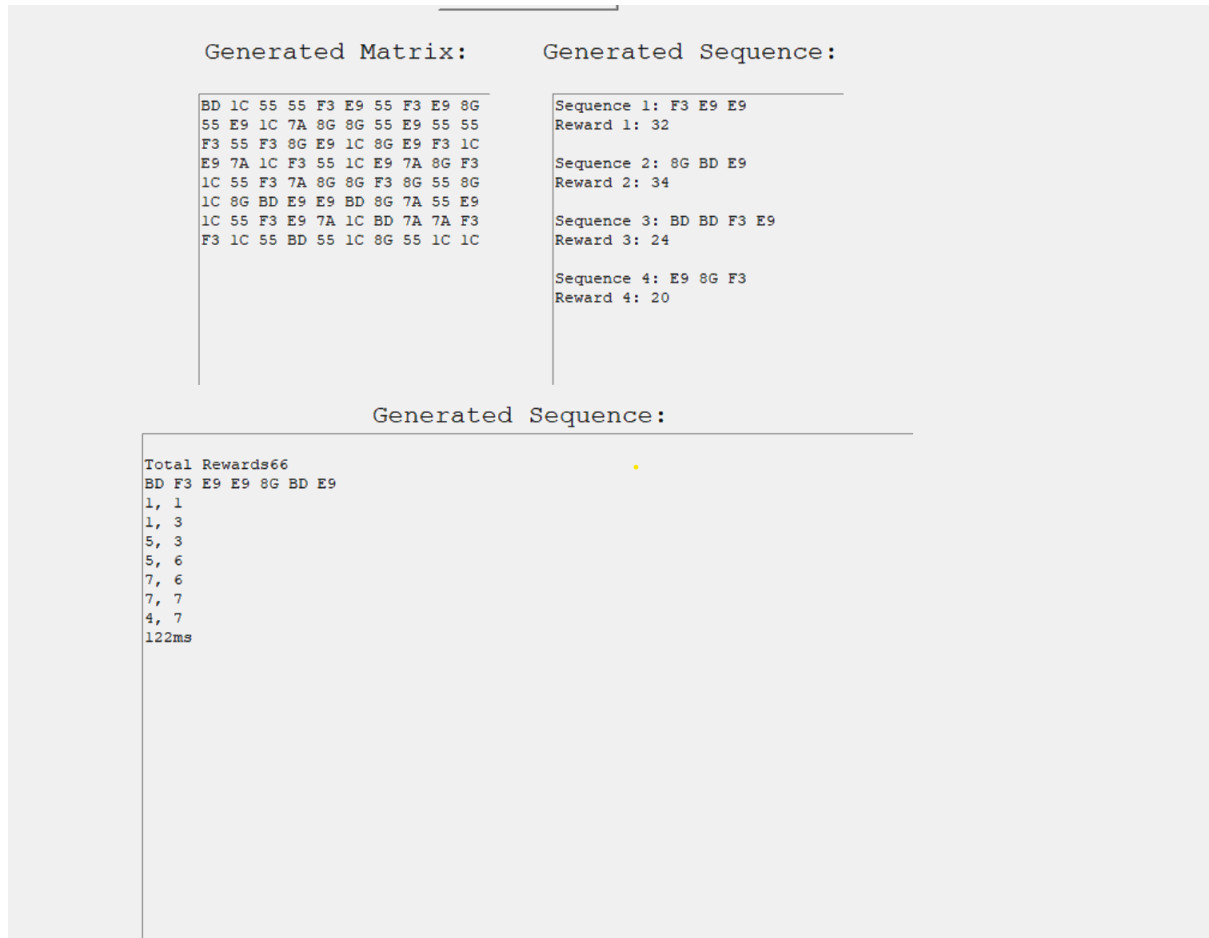 Generated Matrix:
Generated Sequence:
BD 1C 55 55 F3 E9 55 F3 E9 8G
55 E9 1C 7A 8G 8G 55 E9 55 55
F3 55 F3 8G E9 1C 8G E9 F3 1C
E9 7A 1C F3 55 1C E9 7A 8G F3
1C 55 F3 7A 8G 8G F3 8G 55 8G
1C 8G BD E9 E9 BD 8G 7A 55 E9
1C 55 F3 E9 7A 1C BD 7A 7A F3
F3 1C 55 BD 55 1C 8G 55 1C 1C
Sequence 1: F3 E9 E9
Reward 1: 32
Sequence 2: 8G BD E9
Reward 2: 34
Sequence 3: BD BD F3 E9
Reward 3: 24
Sequence 4: E9 8G F3
Reward 4: 20
Generated Sequence:
Total Rewards66
BD F3 E9 E9 8G BD E9
1, 1
1, 3
5, 3
5, 6
7, 6
7, 7
4, 7
122ms